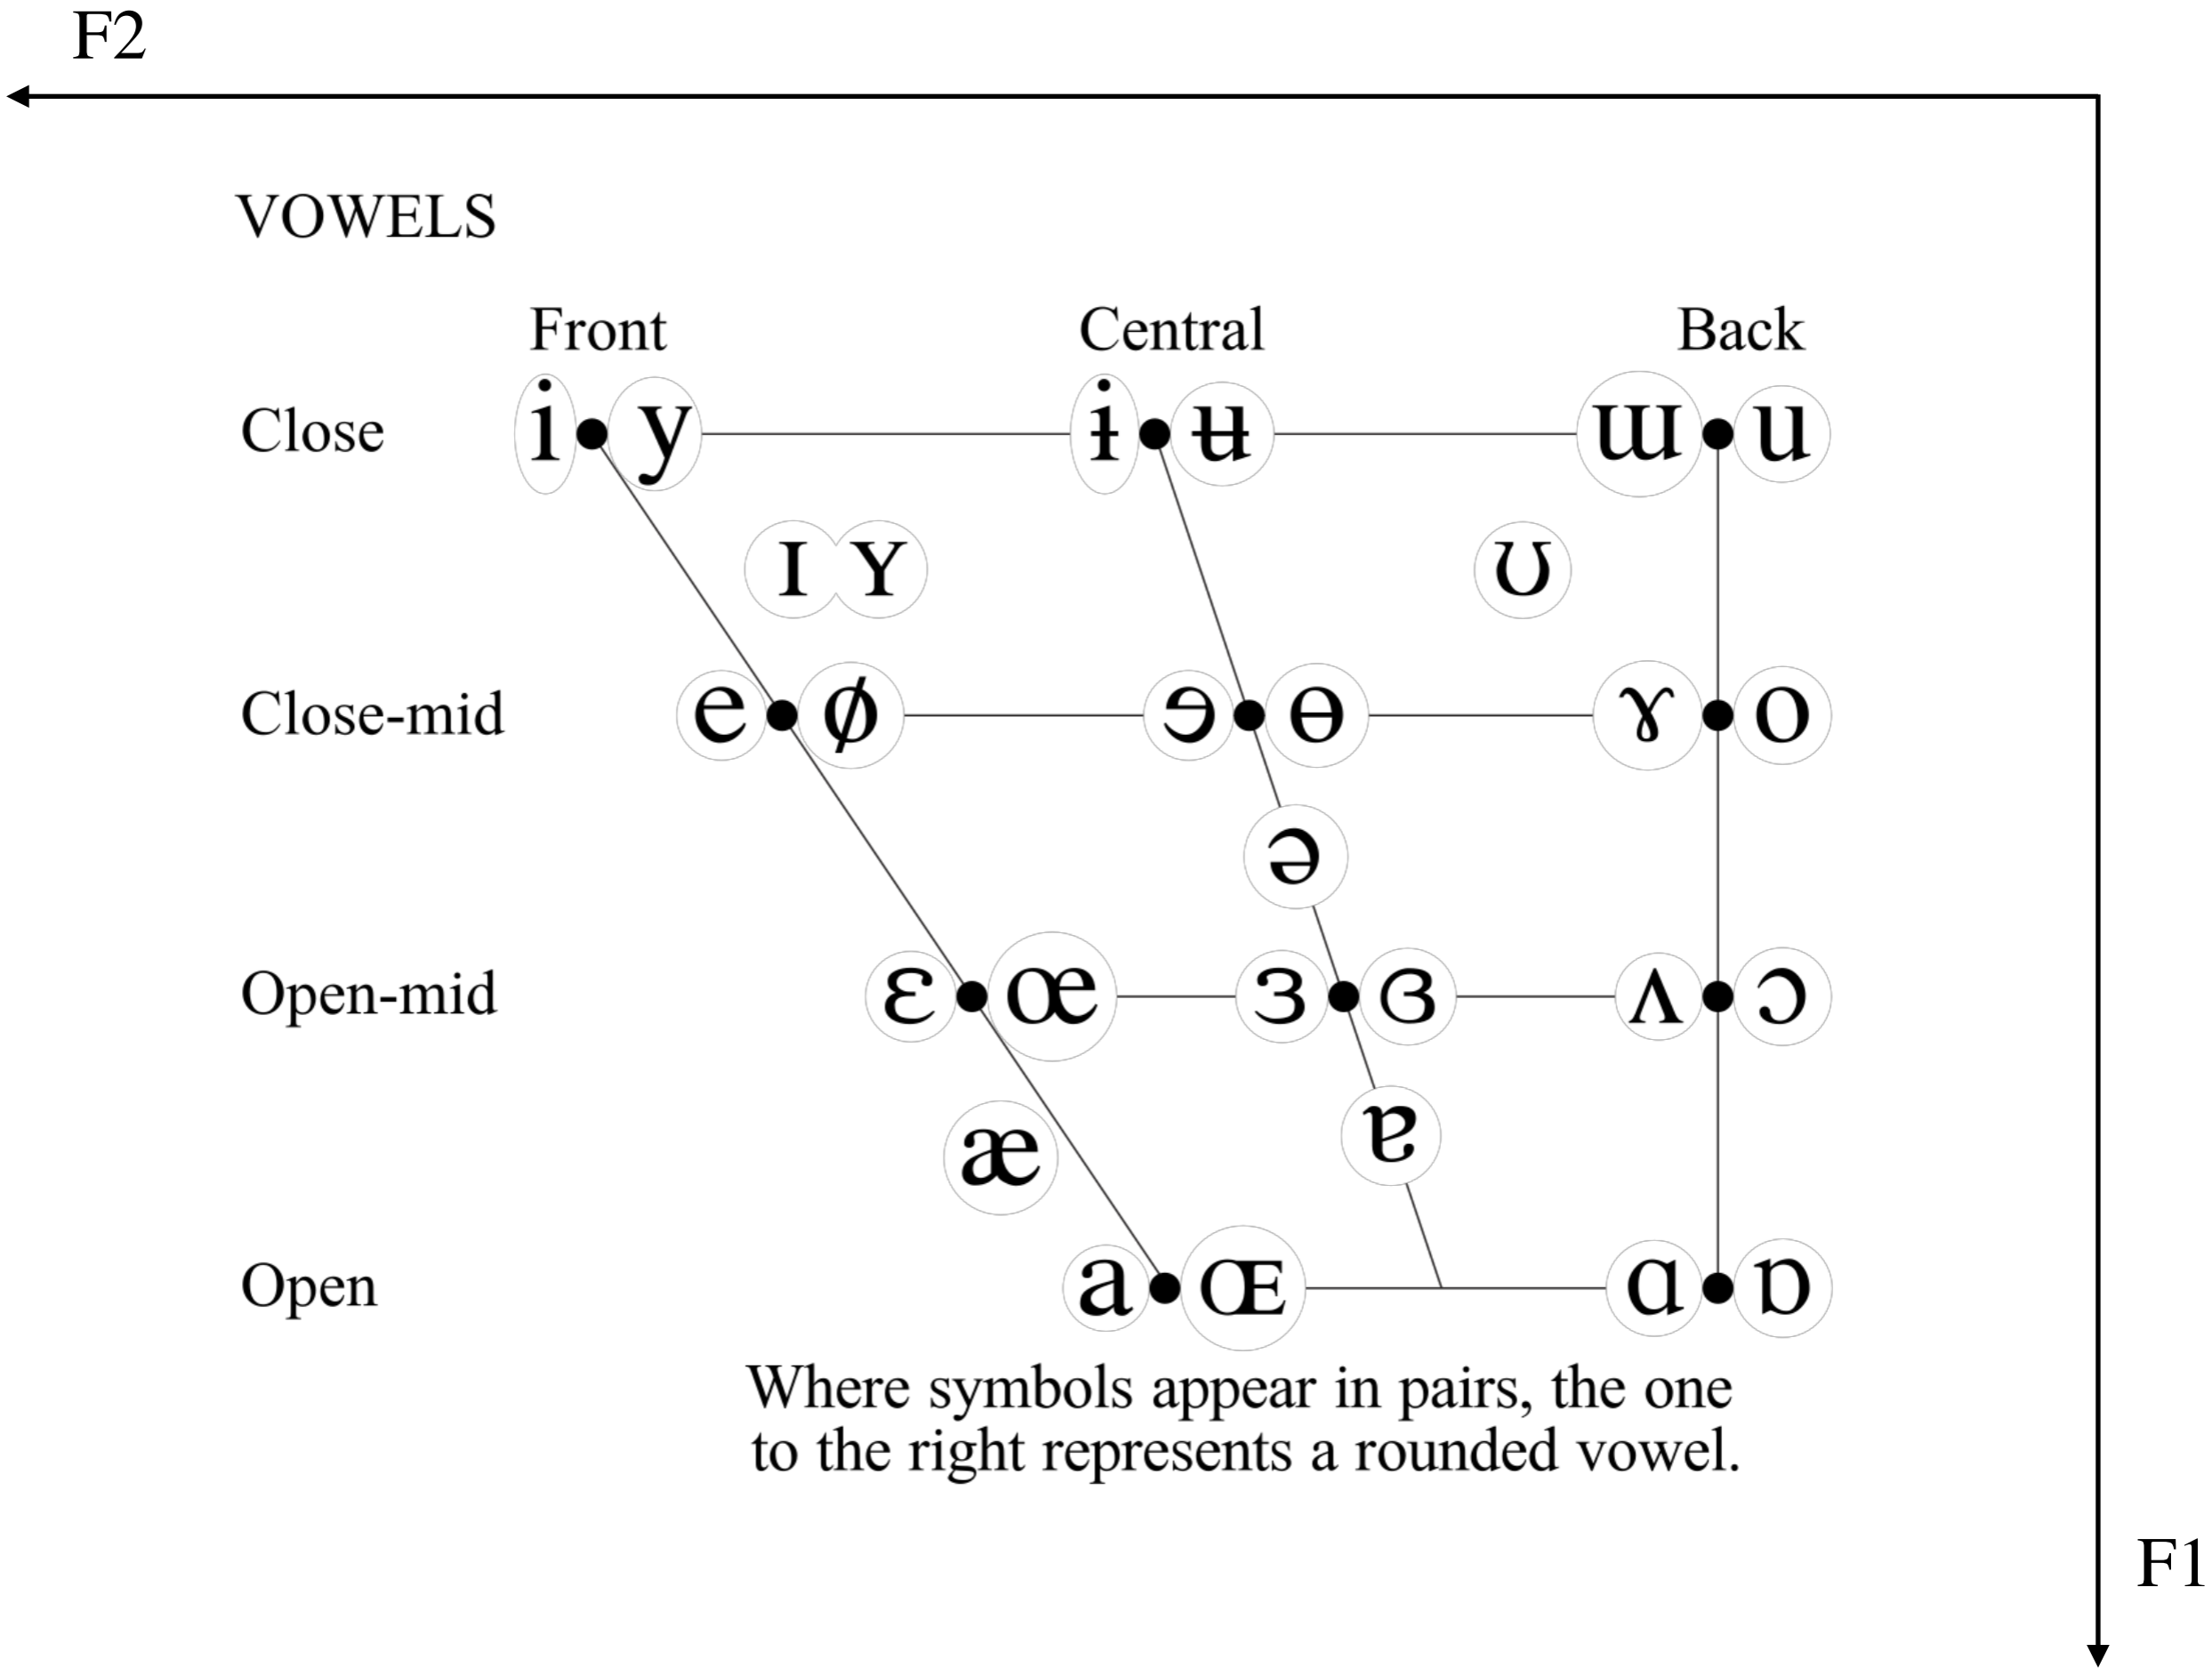 F2
VOWELS
Front Central Back
Close i y ɨ ʉ ɯ u
ɪ ʏ ʊ
Close-mid e ø ɘ ɵ ɤ o
ə
Open-mid ɛ œ ɜ ɞ ʌ ɔ
æ ɐ
Open a ɶ ɑ ɒ
Where symbols appear in pairs, the one
to the right represents a rounded vowel.
F1